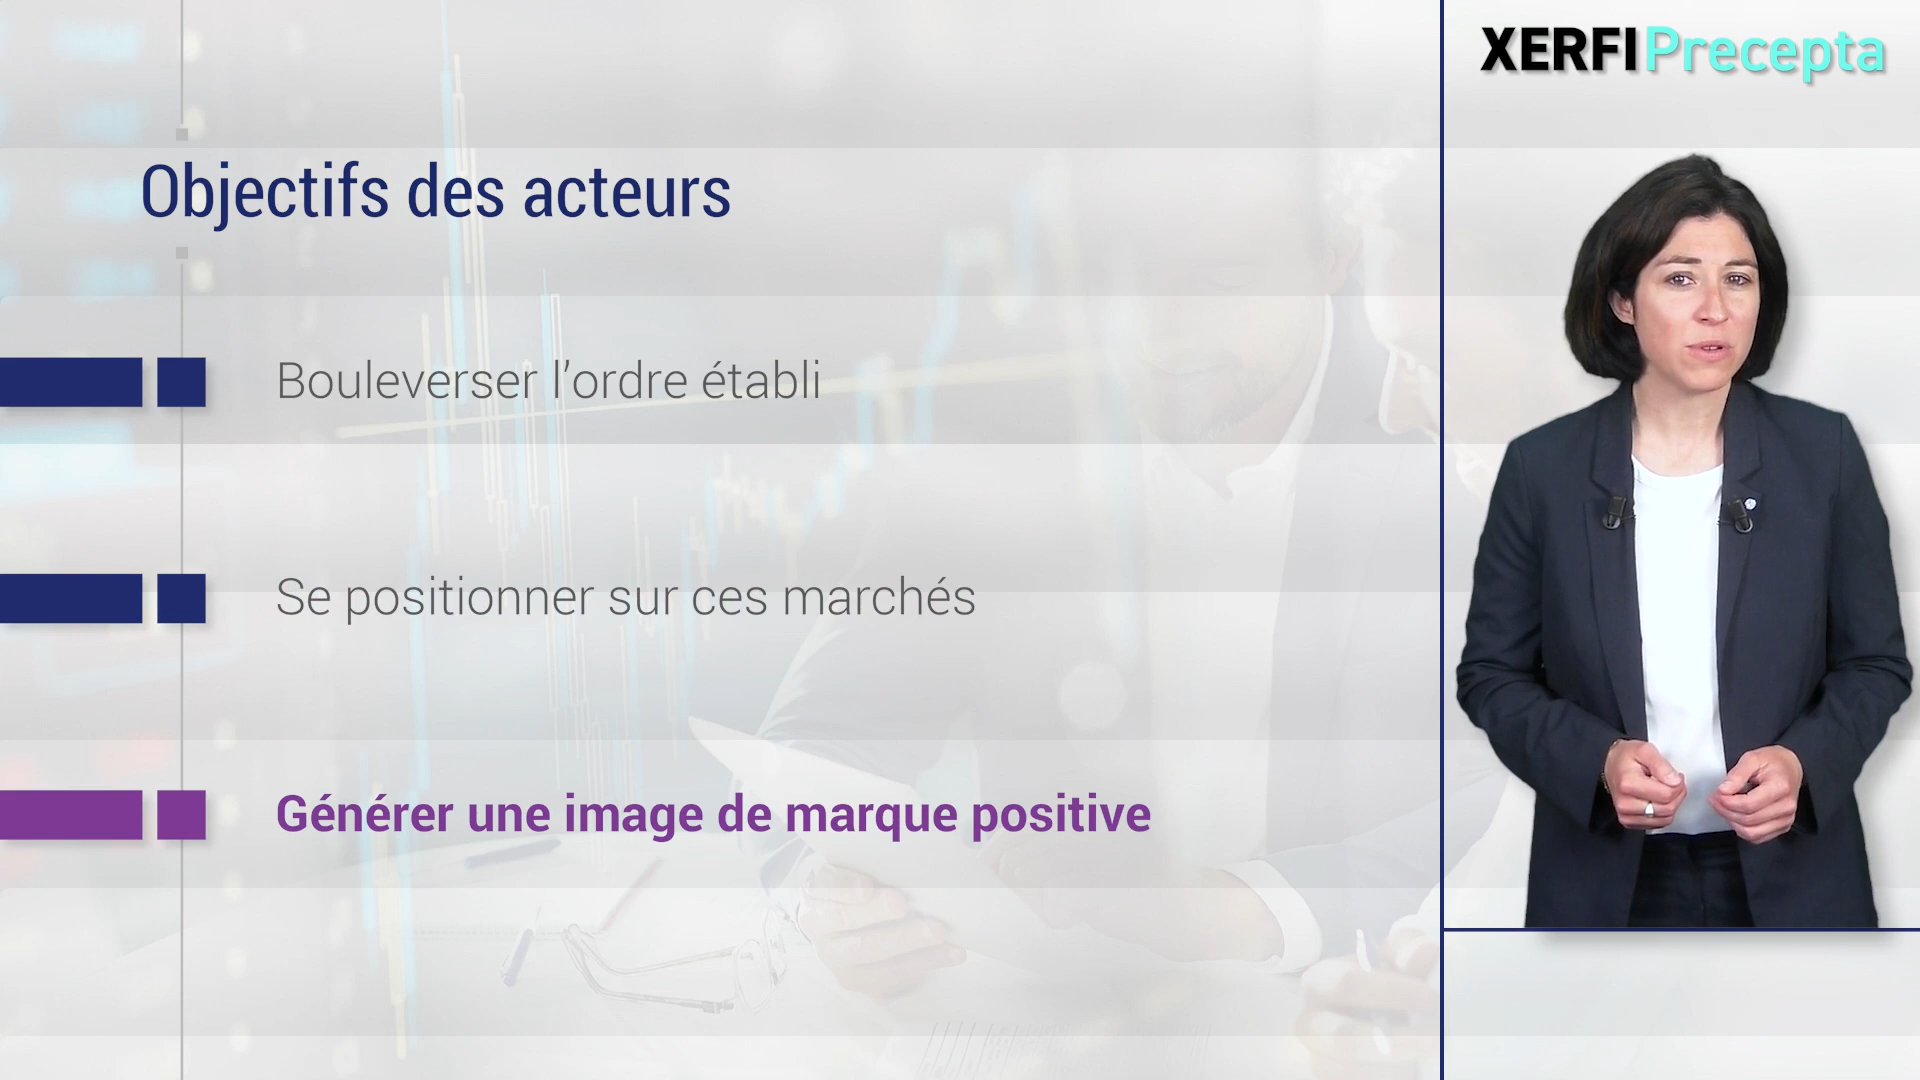 XERFI Precepta
Objectifs des acteurs
Bouleverser l’ordre établi
Se positionner sur ces marchés
Générer une image de marque positive